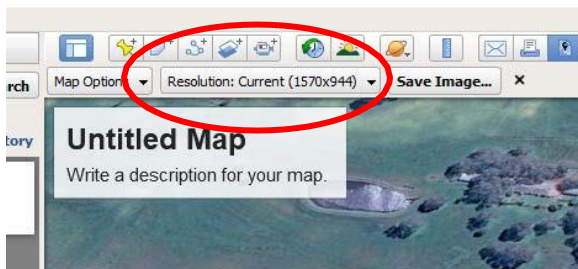 rch
Map Options
Resolution: Current (1570x944)
Save Image...
x
tory
Untitled Map
Write a description for your map.